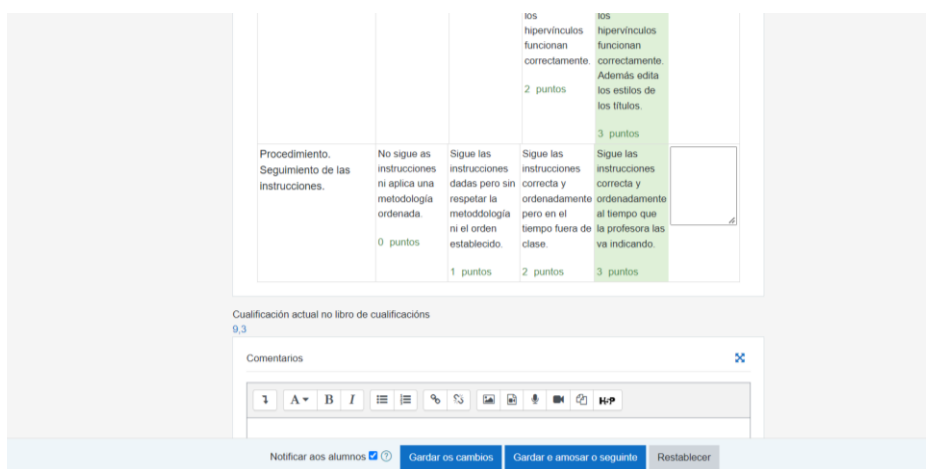 los
hipervínculos
funcionan
correctamente.
2 puntos
los
hipervínculos
funcionan
correctamente.
Además edita
los estilos de
los títulos.
3 puntos
Procedimiento.
Seguimiento de las
instrucciones.
No sigue as
instrucciones
ni aplica una
metodología
ordenada.
0 puntos
Sigue las
instrucciones
dadas pero sin
respetar la
metoddología
ni el orden
establecido.
1 puntos
Sigue las
instrucciones
correcta y
ordenadamente
pero en el
tiempo fuera de
clase.
2 puntos
Sigue las
instrucciones
correcta y
ordenadamente
al tiempo que
la profesora las
va indicando.
3 puntos
Cualificación actual no libro de cualificacións
9,3
Comentarios
A B I H-P
Notificar aos alumnos Gardar os cambios Gardar e amosar o seguinte Restablecer